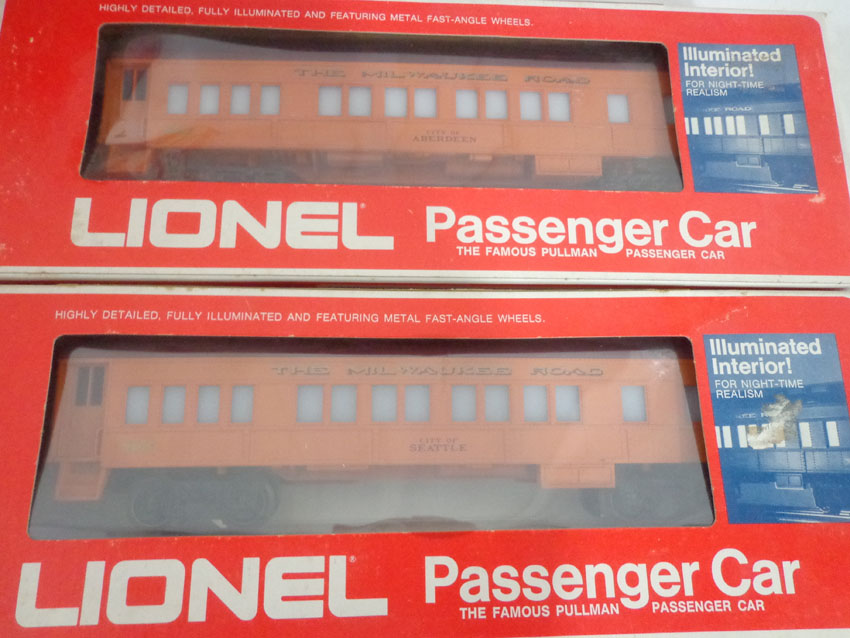 HIGHLY DETAILED, FULLY ILLUMINATED AND FEATURING METAL FAST-ANGLE WHEELS.
THE MILWAUKEE ROAD
CITY OF
ABERDEEN
Illuminated
Interior!
FOR NIGHT-TIME
REALISM
ROAD
LIONEL
Passenger Car
THE FAMOUS PULLMAN PASSENGER CAR
HIGHLY DETAILED, FULLY ILLUMINATED AND FEATURING METAL FAST-ANGLE WHEELS.
THE MILWAUKEE ROAD
CITY OF
SEATTLE
Illuminated
Interior!
FOR NIGHT-TIME
REALISM
LIONEL®
Passenger Car
THE FAMOUS PULLMAN PASSENGER CAR